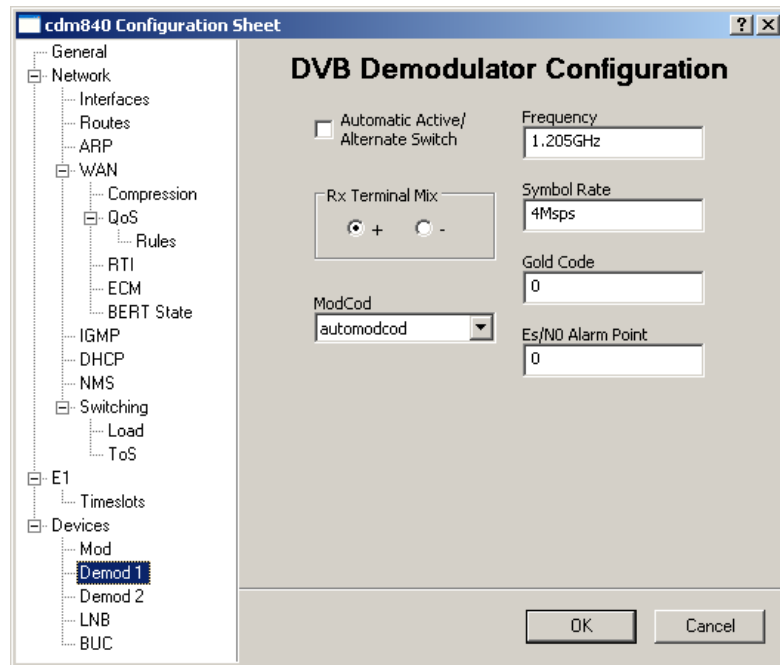 cdm840 Configuration Sheet
General
Network
Interfaces
Routes
ARP
WAN
Compression
QoS
Rules
RTI
ECM
BERT State
IGMP
DHCP
NMS
Switching
Load
ToS
E1
Timeslots
Devices
Mod
Demod 1
Demod 2
LNB
BUC
DVB Demodulator Configuration
Automatic Active/
Alternate Switch
Rx Terminal Mix
+ -
ModCod
automodcod
Frequency
1.205GHz
Symbol Rate
4Msps
Gold Code
0
Es/N0 Alarm Point
0
OK Cancel